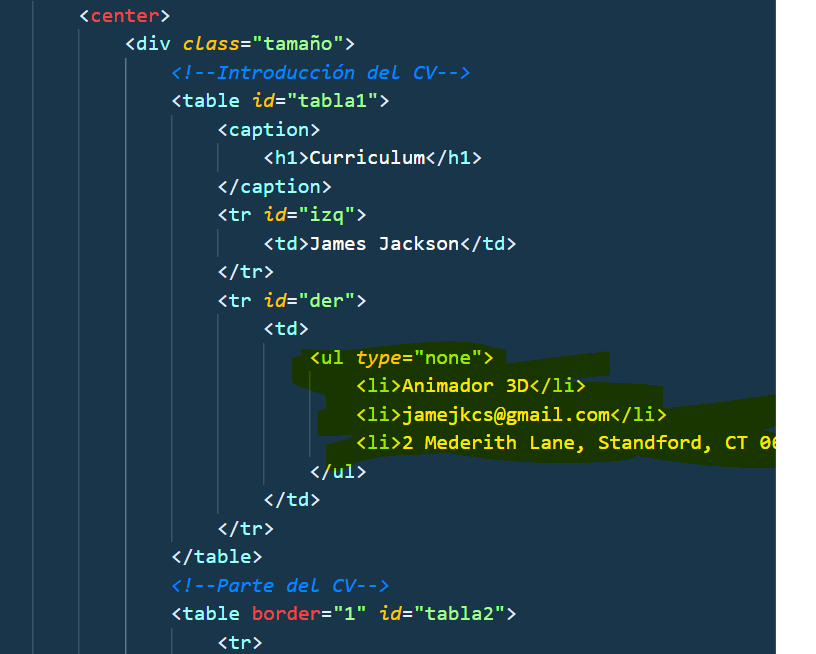 <center>
<div class="tamaño">
<!--Introducción del CV-->
<table id="tabla1">
<caption>
<h1>Curriculum</h1>
</caption>
<tr id="izq">
<td>James Jackson</td>
</tr>
<tr id="der">
<td>
<ul type="none">
<li>Animador 3D</li>
<li>jamejkcs@gmail.com</li>
<li>2 Mederith Lane, Standford, CT
</ul>
</td>
</tr>
</table>
<!--Parte del CV-->
<table border="1" id="tabla2">
<tr>